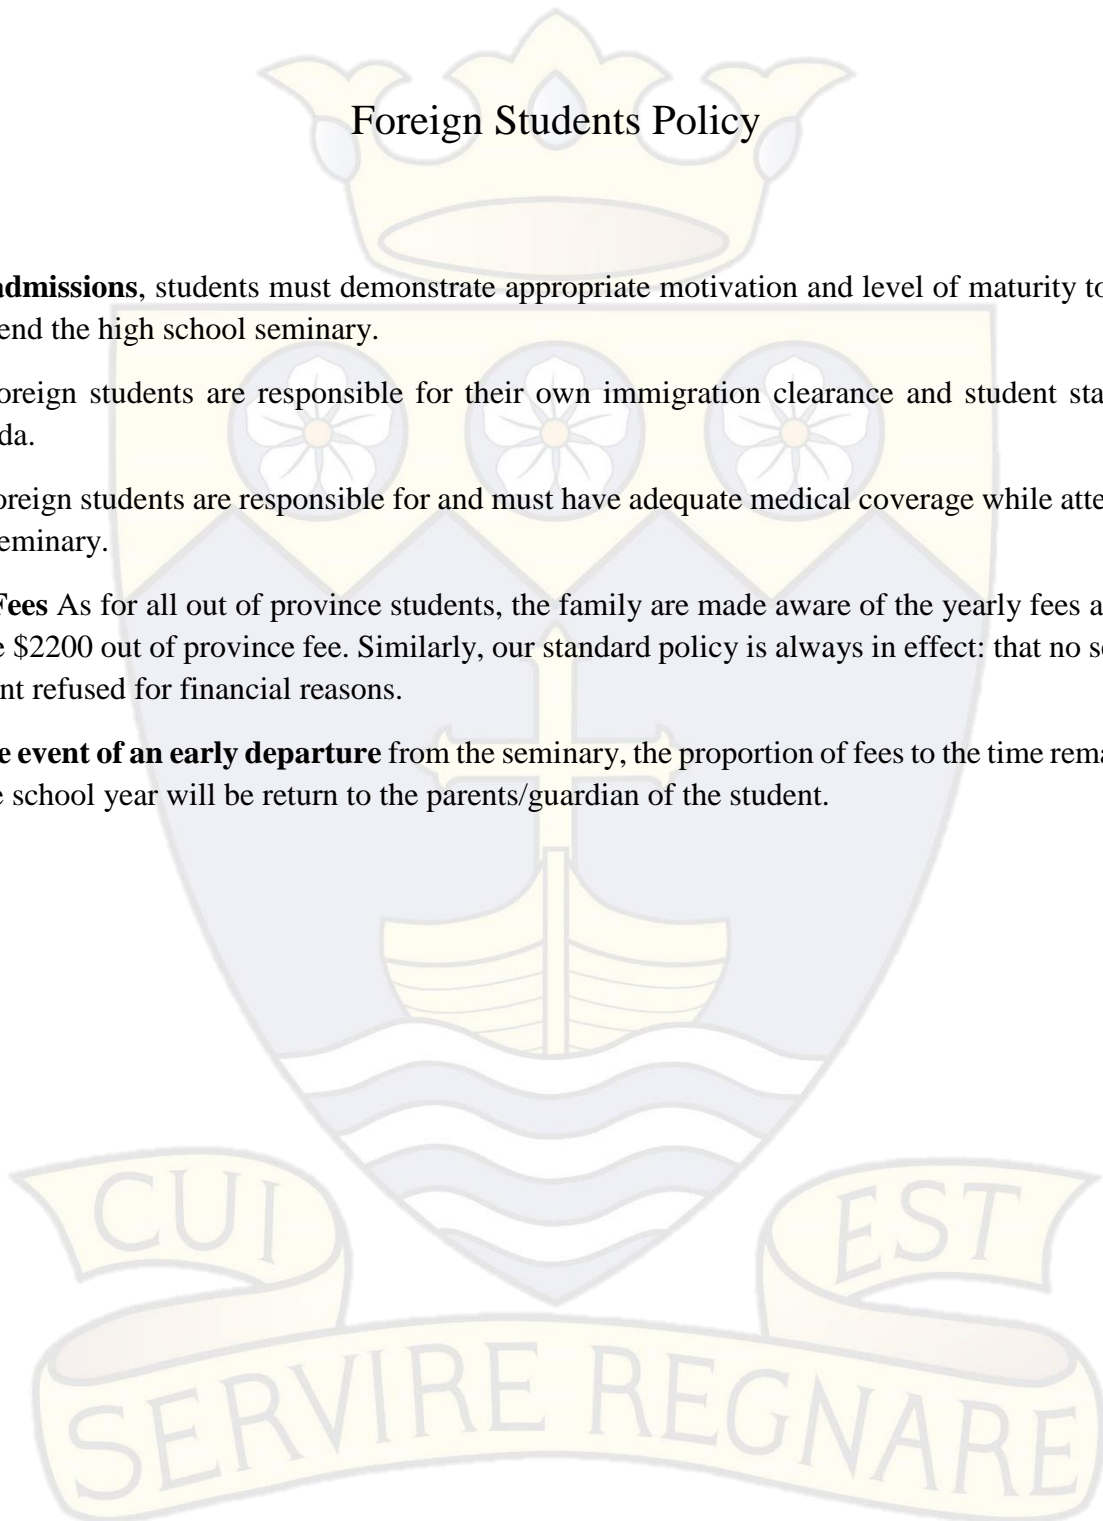 Foreign Students Policy
admissions, students must demonstrate appropriate motivation and level of maturity to
end the high school seminary.
oreign students are responsible for their own immigration clearance and student sta
da.
oreign students are responsible for and must have adequate medical coverage while atte
eminary.
Fees As for all out of province students, the family are made aware of the yearly fees a
e $2200 out of province fee. Similarly, our standard policy is always in effect: that no s
nt refused for financial reasons.
e event of an early departure from the seminary, the proportion of fees to the time rema
e school year will be return to the parents/guardian of the student.
CUI EST
SERVIRE REGNARE